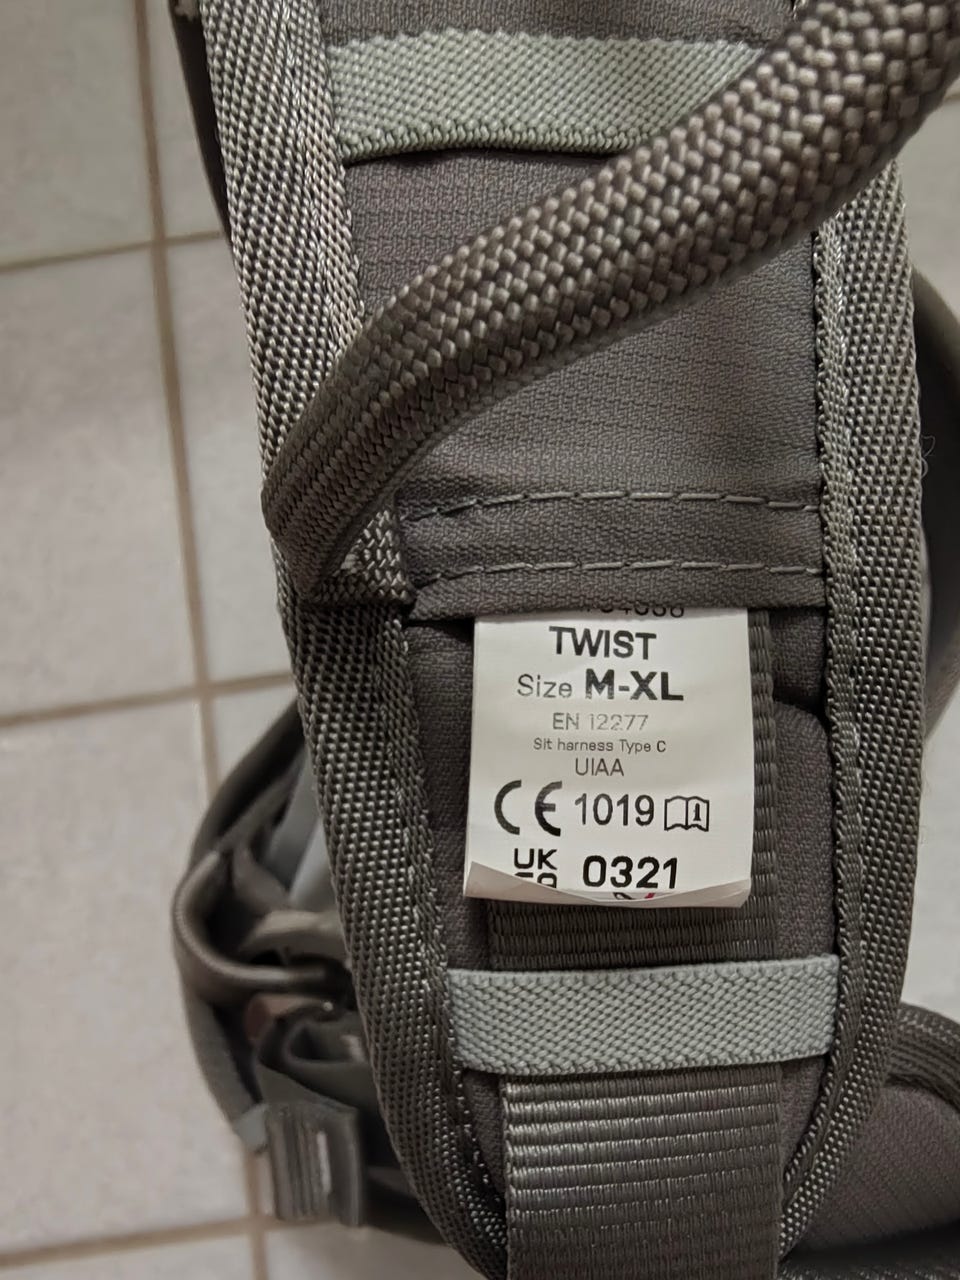 TWIST
Size M-XL
EN 12277
Sit harness Type C
UIAA
CE 1019
UK 0321